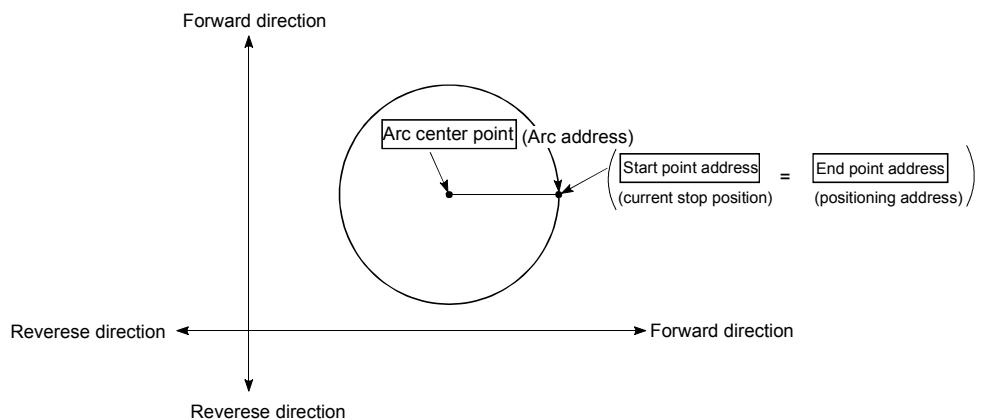 Forward direction
Arc center point (Arc address)
Start point address = End point address
(current stop position) (positioning address)
Reverese direction Forward direction
Reverese direction